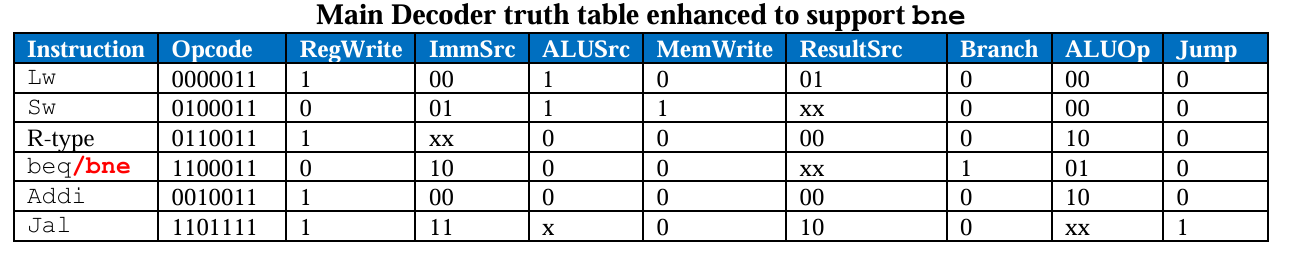 Main Decoder truth table enhanced to support bne
Instruction Opcode RegWrite ImmSrc ALUSrc MemWrite ResultSrc Branch ALUOp Jump
Lw 0000011 1 00 1 0 01 0 00 0
Sw 0100011 0 01 1 1 xx 0 00 0
R-type 0110011 1 xx 0 0 00 0 10 0
beq/bne 1100011 0 10 0 0 xx 1 01 0
Addi 0010011 1 00 0 0 00 0 10 0
Jal 1101111 1 11 x 0 10 0 xx 1